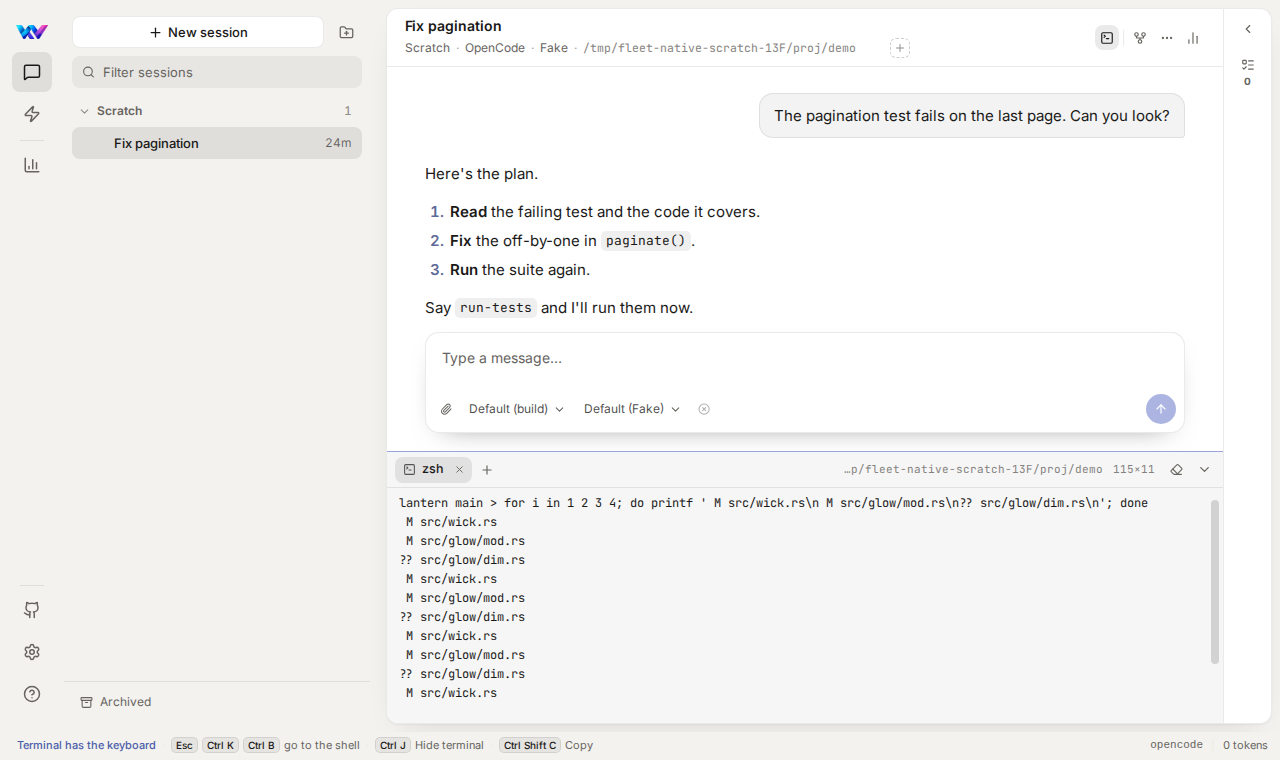 New session
Filter sessions
Scratch 1
Fix pagination 24m
Archived
Fix pagination
Scratch · OpenCode · Fake · /tmp/fleet-native-scratch-13F/proj/demo
0
The pagination test fails on the last page. Can you look?
Here's the plan.
1. Read the failing test and the code it covers.
2. Fix the off-by-one in paginate().
3. Run the suite again.
Say run-tests and I'll run them now.
Type a message...
Default (build) Default (Fake)
zsh …p/fleet-native-scratch-13F/proj/demo 115×11
lantern main > for i in 1 2 3 4; do printf ' M src/wick.rs\n M src/glow/mod.rs\n?? src/glow/dim.rs\n'; done
M src/wick.rs
M src/glow/mod.rs
?? src/glow/dim.rs
M src/wick.rs
M src/glow/mod.rs
?? src/glow/dim.rs
M src/wick.rs
M src/glow/mod.rs
?? src/glow/dim.rs
M src/wick.rs
Terminal has the keyboard Esc Ctrl K Ctrl B go to the shell Ctrl J Hide terminal Ctrl Shift C Copy opencode 0 tokens